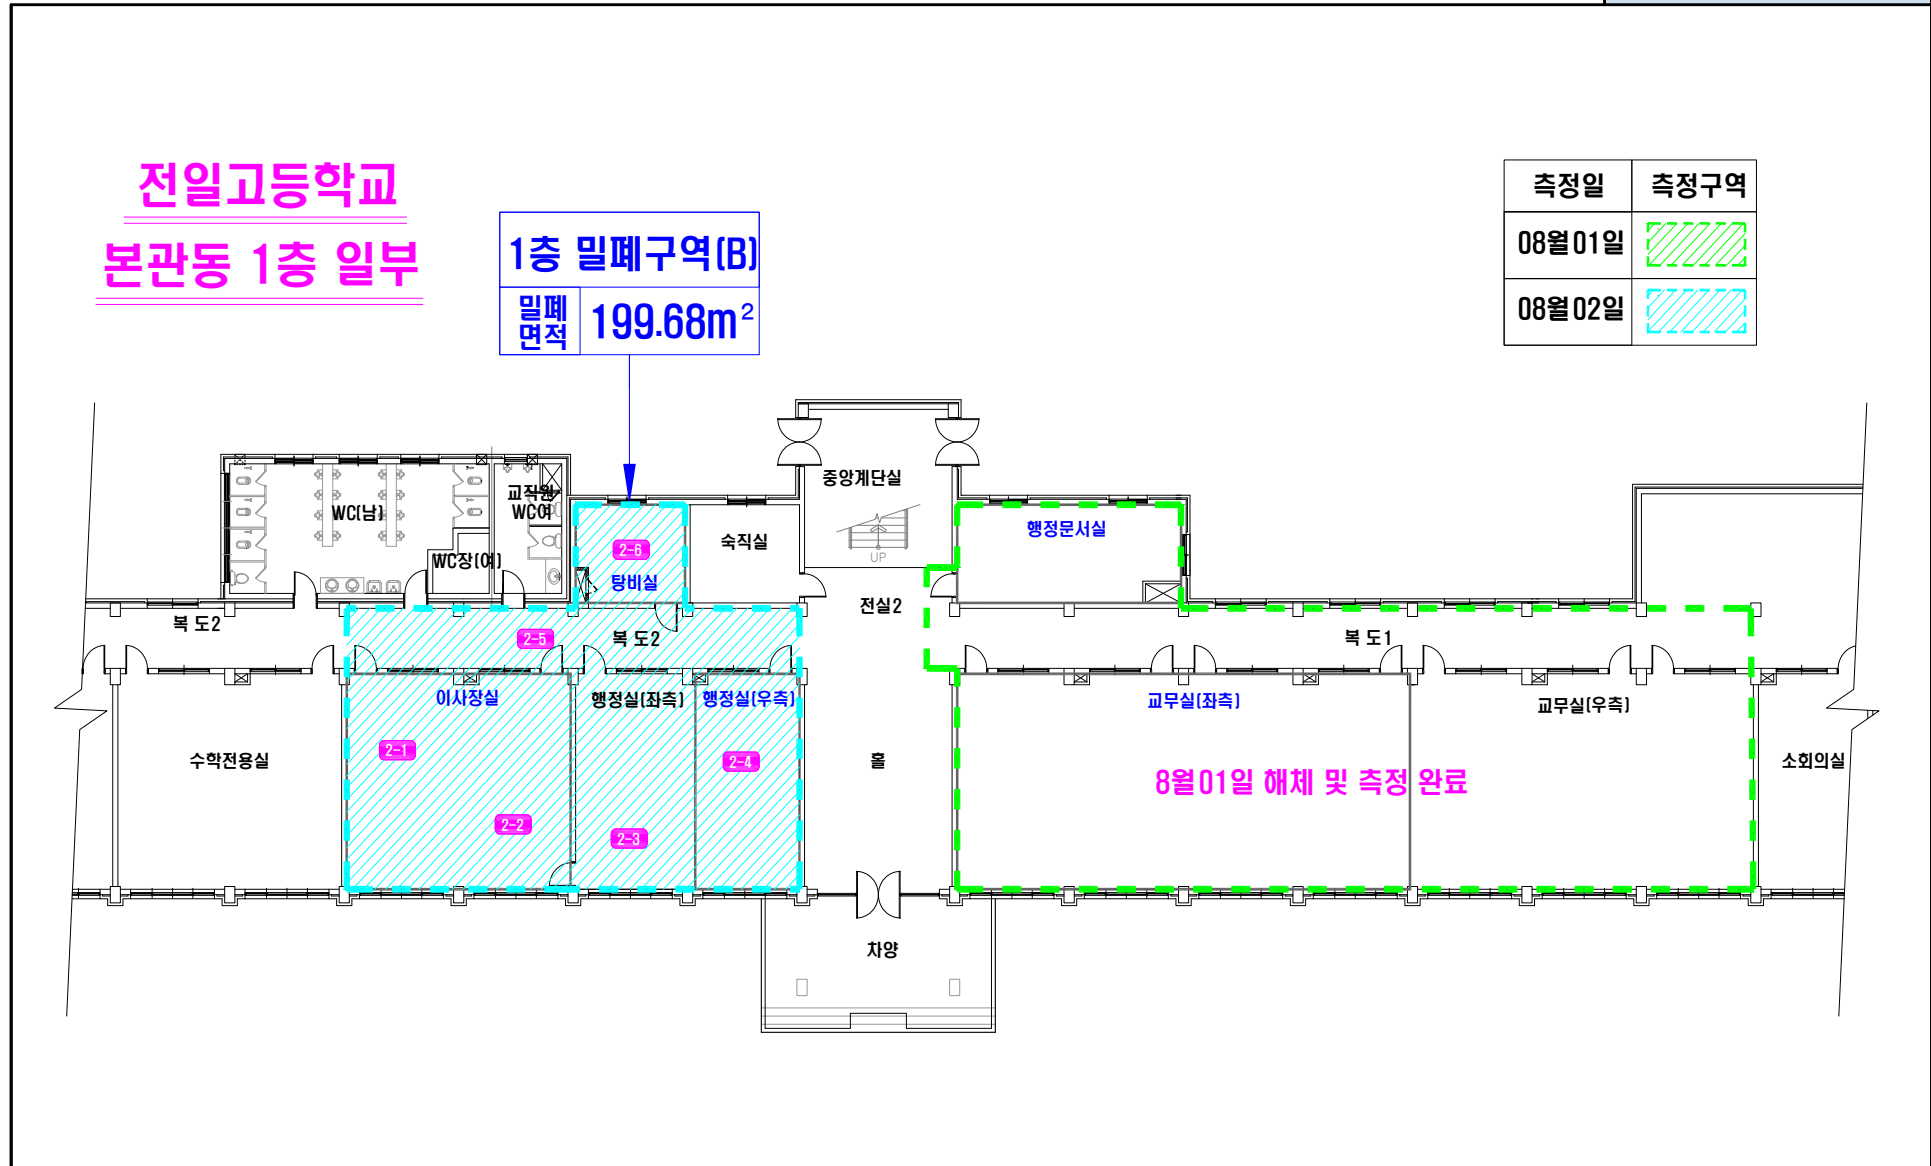 전일고등학교
본관동 1층 일부
1층 밀폐구역(B)
밀폐
면적
199.68m²
측정일
측정구역
08월01일
08월02일
중앙계단실
UP
교직원
WC여
WC(남)
WC장(여)
2-6
탕비실
숙직실
행정문서실
전실2
복 도2
2-5
복 도2
복 도1
이사장실
행정실(좌측)
행정실(우측)
교무실(좌측)
교무실(우측)
수학전용실
2-1
2-4
홀
소회의실
8월01일 해체 및 측정 완료
2-2
2-3
차양